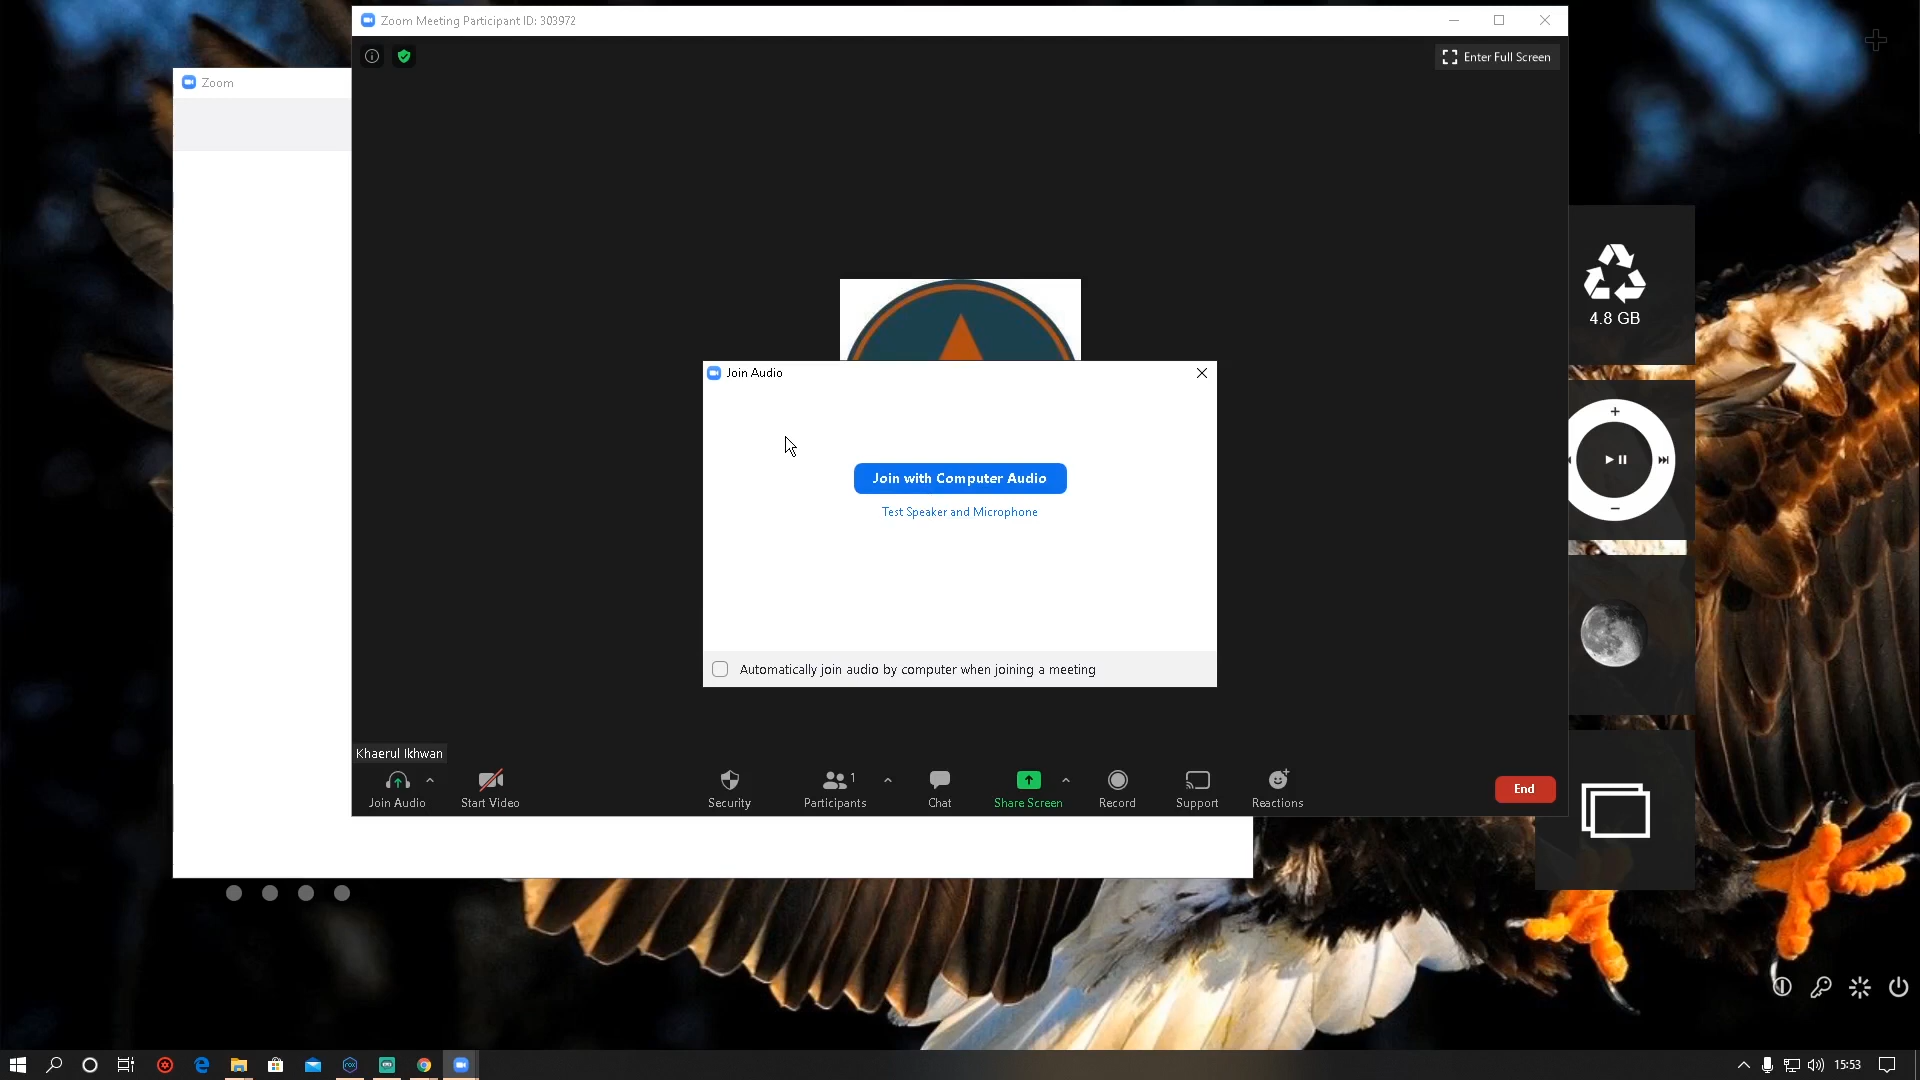 Zoom Meeting Participant ID: 303972
Enter Full Screen
Zoom
4.8 GB
Join Audio
Join with Computer Audio
Test Speaker and Microphone
Automatically join audio by computer when joining a meeting
Khaerul Ikhwan
1
Join Audio
Start Video
Security
Participants
Chat
Share Screen
Record
Support
Reactions
End
15:53